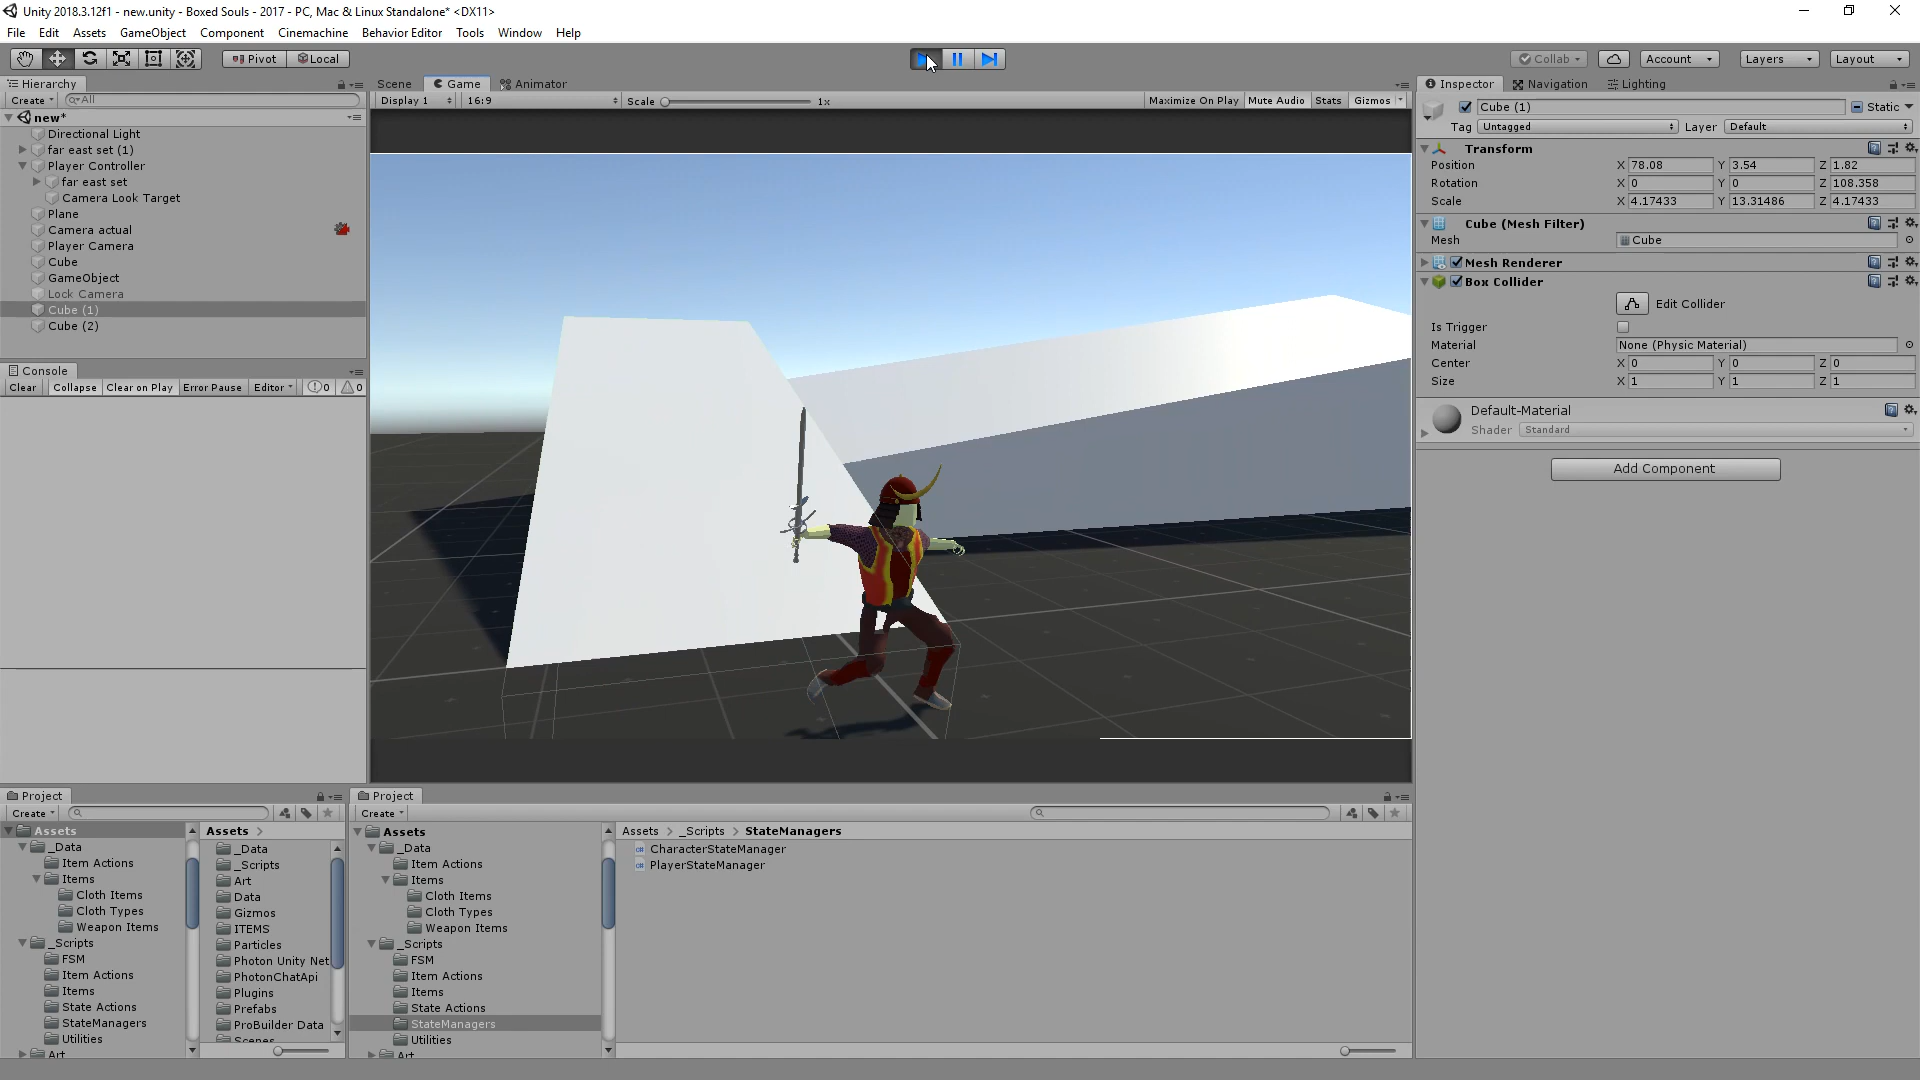 Unity 2018.3.12f1 - new.unity - Boxed Souls - 2017 - PC, Mac & Linux Standalone* <DX11>
File Edit Assets GameObject Component Cinemachine Behavior Editor Tools Window Help
Pivot Local Collab Account Layers Layout
Hierarchy
Create All
new*
Directional Light
far east set (1)
Player Controller
far east set
Camera Look Target
Plane
Camera actual
Player Camera
Cube
GameObject
Lock Camera
Cube (1)
Cube (2)
Console
Clear Collapse Clear on Play Error Pause Editor 0 0
Scene Game Animator
Display 1 16:9 Scale 1x Maximize On Play Mute Audio Stats Gizmos
Inspector Navigation Lighting
Cube (1) Static
Tag Untagged Layer Default
Transform
Position X 78.08 Y 3.54 Z 1.82
Rotation X 0 Y 0 Z 108.358
Scale X 4.17433 Y 13.31486 Z 4.17433
Cube (Mesh Filter)
Mesh Cube
Mesh Renderer
Box Collider
Edit Collider
Is Trigger
Material None (Physic Material)
Center X 0 Y 0 Z 0
Size X 1 Y 1 Z 1
Default-Material
Shader Standard
Add Component
Project
Create
Assets
_Data
Item Actions
Items
Cloth Items
Cloth Types
Weapon Items
_Scripts
FSM
Item Actions
Items
State Actions
StateManagers
Utilities
Art
Assets
_Data
_Scripts
Art
Data
Gizmos
ITEMS
Particles
Photon Unity Net
PhotonChatApi
Plugins
Prefabs
ProBuilder Data
Scenes
Project
Create
Assets
_Data
Item Actions
Items
Cloth Items
Cloth Types
Weapon Items
_Scripts
FSM
Item Actions
Items
State Actions
StateManagers
Utilities
Art
Assets _Scripts StateManagers
CharacterStateManager
PlayerStateManager